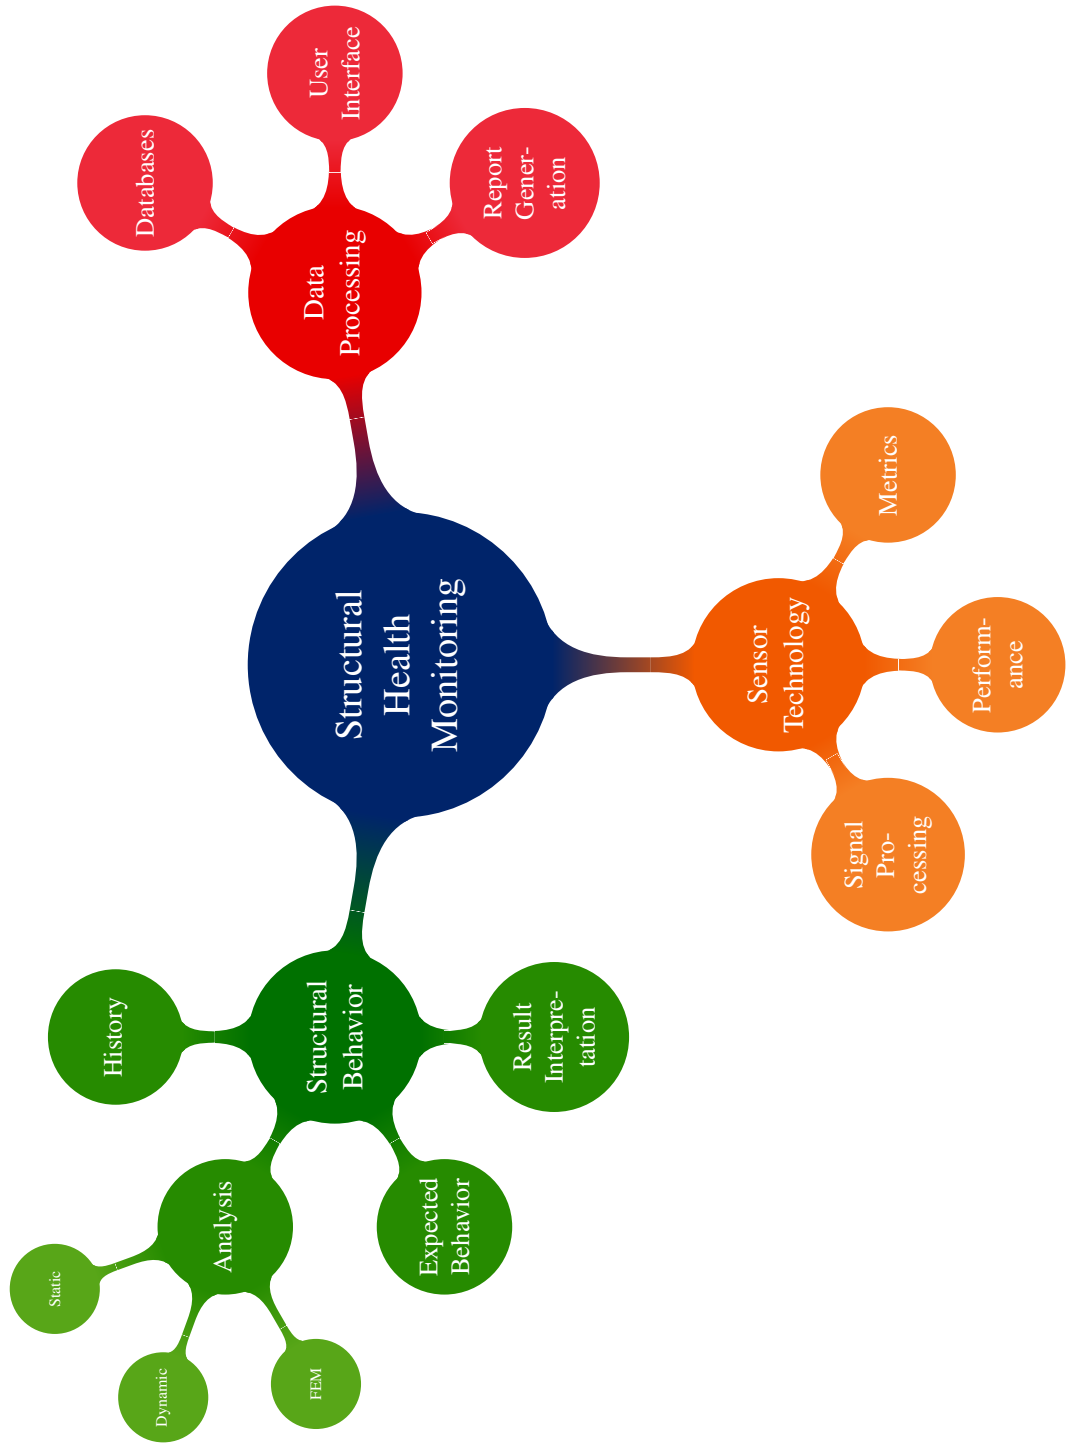 Structural
Health
Monitoring
Structural
Behavior
History
Analysis
Static
Dynamic
FEM
Expected
Behavior
Result
Interpre-
tation
Sensor
Technology
Signal
Pro-
cessing
Perform-
ance
Metrics
Data
Processing
Report
Gener-
ation
User
Interface
Databases